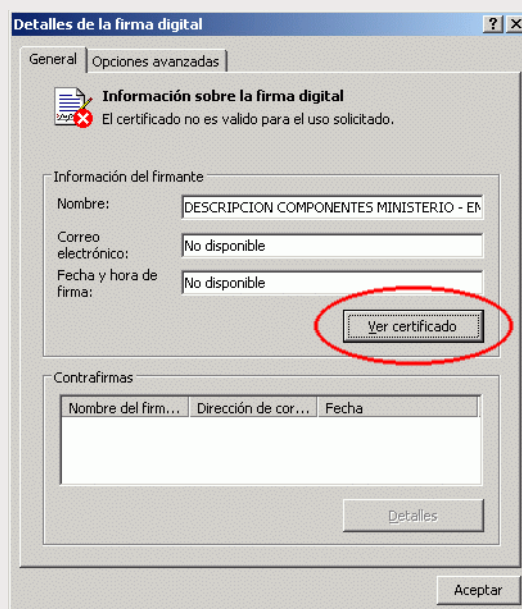 Detalles de la firma digital
General
Opciones avanzadas
Información sobre la firma digital
El certificado no es valido para el uso solicitado.
Información del firmante
Nombre:
DESCRIPCION COMPONENTES MINISTERIO - EN
Correo
electrónico:
No disponible
Fecha y hora de
firma:
No disponible
Ver certificado
Contrafirmas
Nombre del firm...
Dirección de cor...
Fecha
Detalles
Aceptar